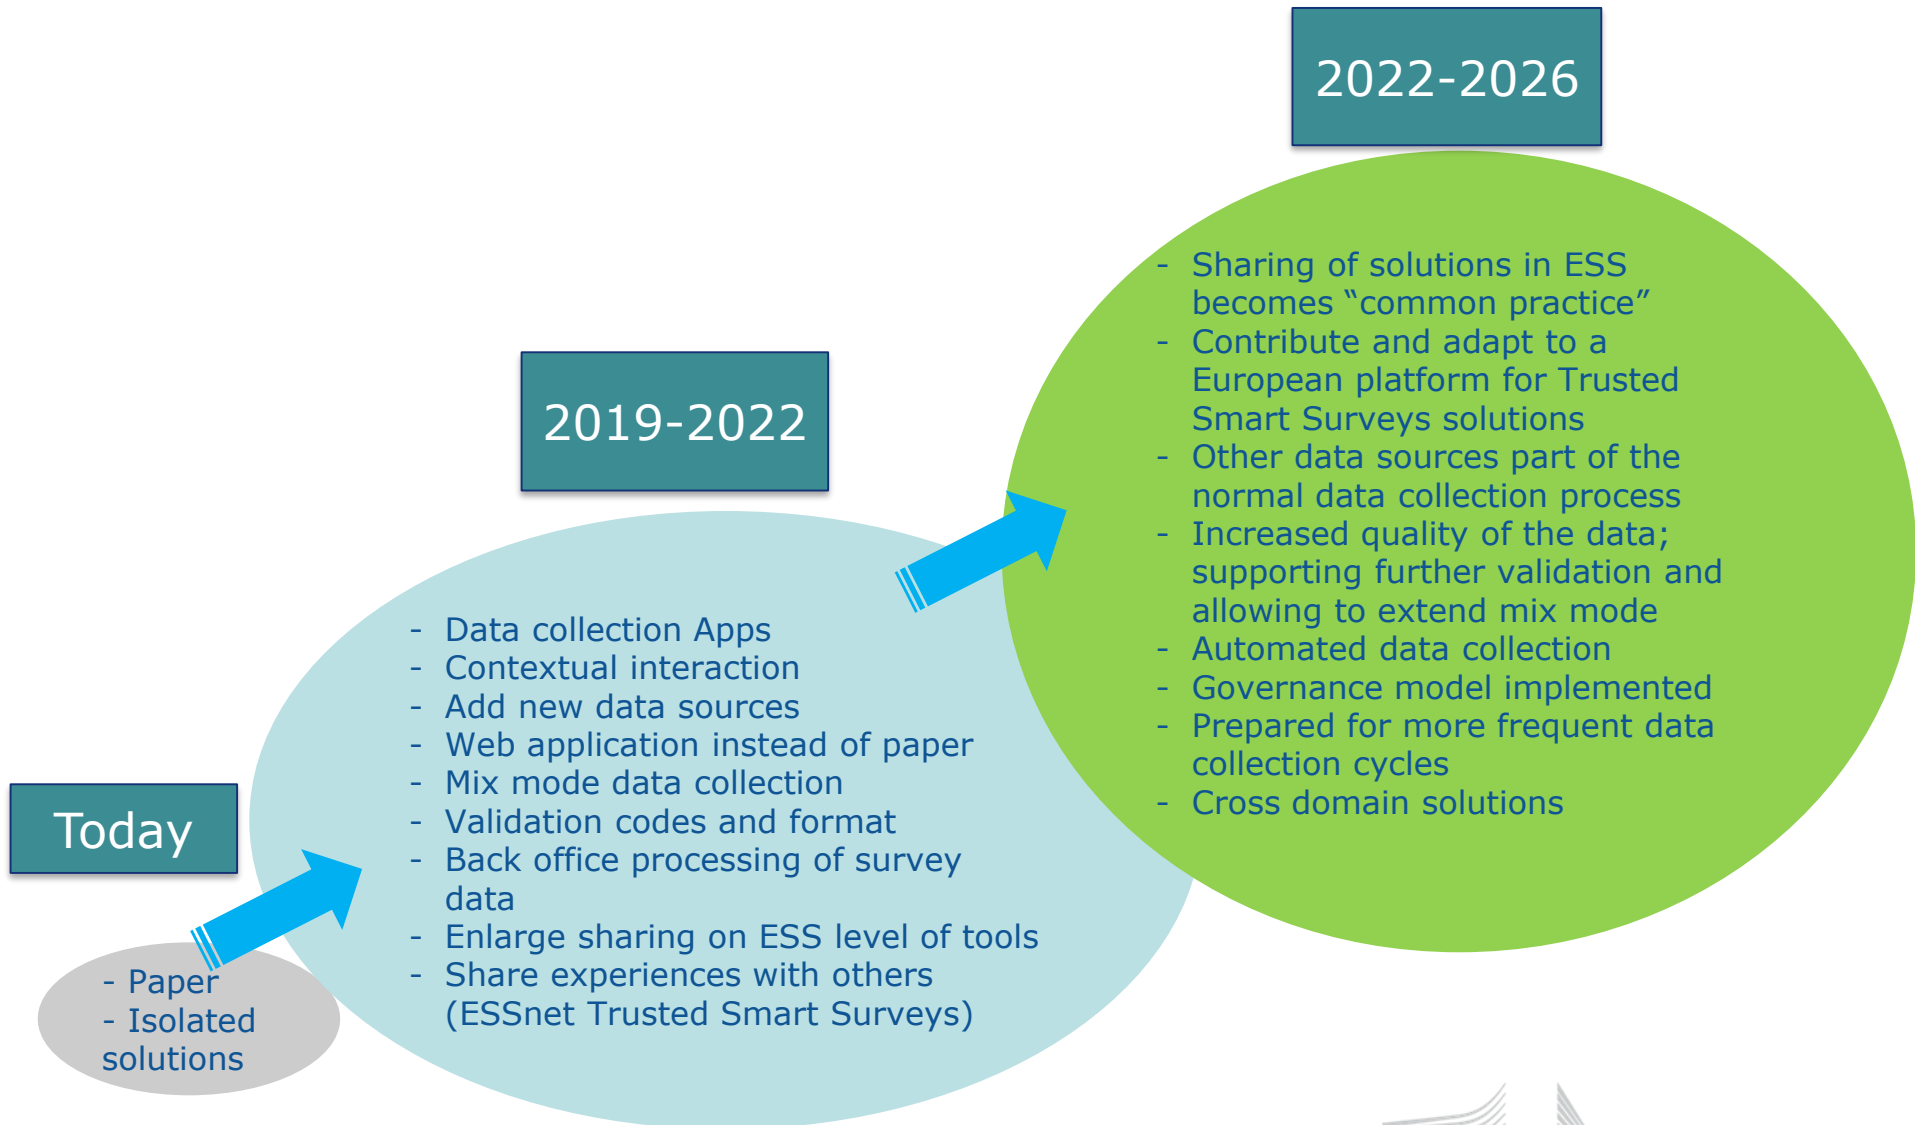 2022-2026
- Sharing of solutions in ESS
becomes “common practice”
- Contribute and adapt to a
European platform for Trusted
Smart Surveys solutions
- Other data sources part of the
normal data collection process
- Increased quality of the data;
supporting further validation and
allowing to extend mix mode
- Automated data collection
- Governance model implemented
- Prepared for more frequent data
collection cycles
- Cross domain solutions
2019-2022
- Data collection Apps
- Contextual interaction
- Add new data sources
- Web application instead of paper
- Mix mode data collection
- Validation codes and format
- Back office processing of survey
data
- Enlarge sharing on ESS level of tools
- Share experiences with others
(ESSnet Trusted Smart Surveys)
Today
- Paper
- Isolated
solutions